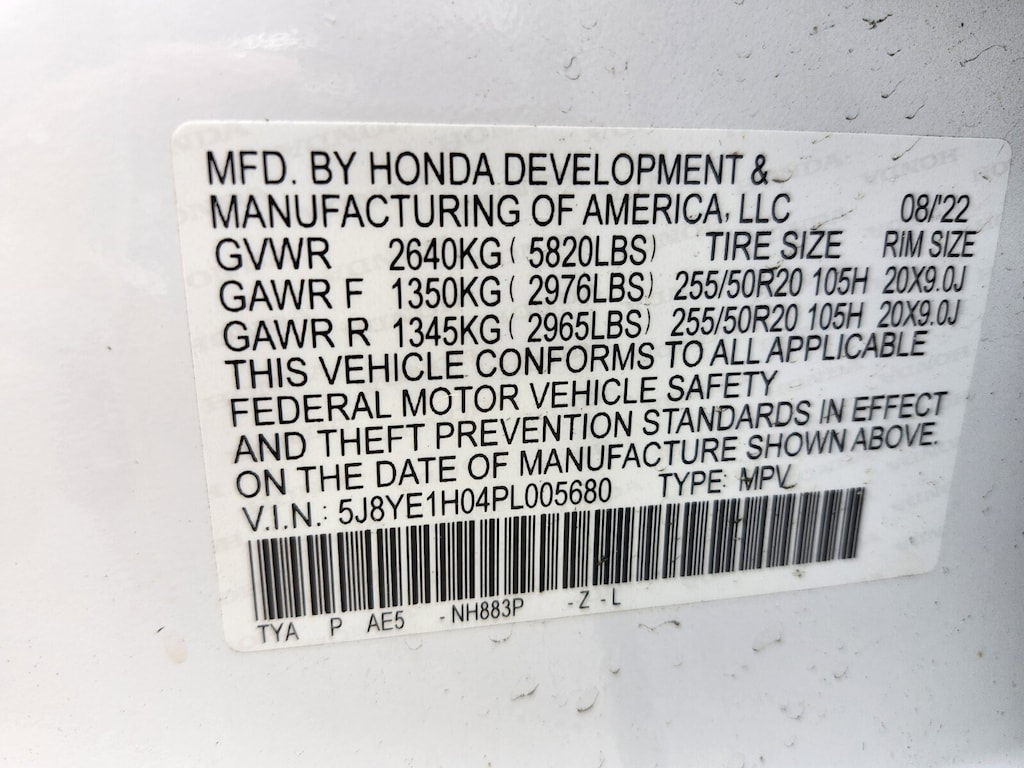 MFD. BY HONDA DEVELOPMENT &
MANUFACTURING OF AMERICA, LLC 08/'22
GVWR 2640KG ( 5820LBS) TIRE SIZE RIM SIZE
GAWR F 1350KG ( 2976LBS) 255/50R20 105H 20X9.0J
GAWR R 1345KG ( 2965LBS) 255/50R20 105H 20X9.0J
THIS VEHICLE CONFORMS TO ALL APPLICABLE
FEDERAL MOTOR VEHICLE SAFETY
AND THEFT PREVENTION STANDARDS IN EFFECT
ON THE DATE OF MANUFACTURE SHOWN ABOVE.
V.I.N.: 5J8YE1H04PL005680 TYPE: MPV
TYA P AE5 -NH883P -Z -L